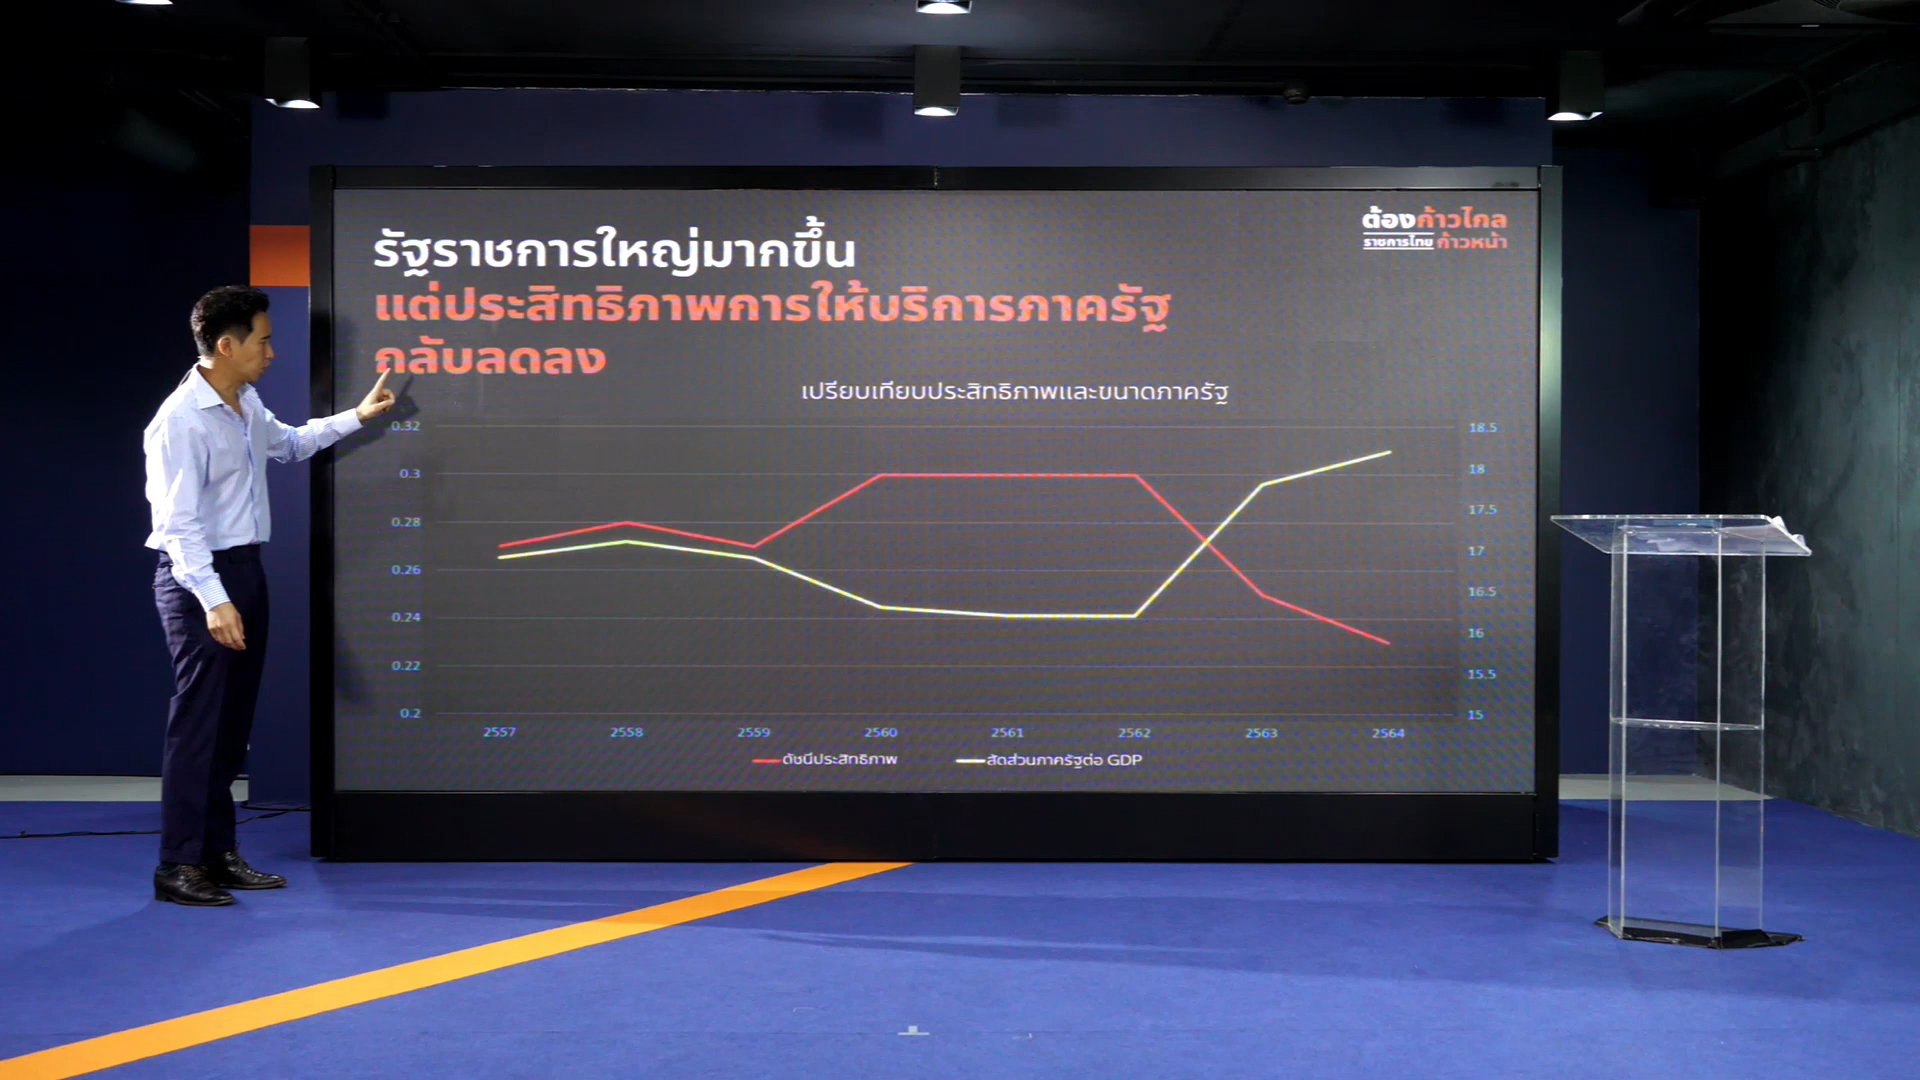 รัฐราชการใหญ่มากขึ้น
แต่ประสิทธิภาพการให้บริการภาครัฐ
กลับลดลง
ต้องก้าวไกล
ราชการไทย ก้าวหน้า
เปรียบเทียบประสิทธิภาพและขนาดภาครัฐ
0.32
0.3
0.28
0.26
0.24
0.22
0.2
18.5
18
17.5
17
16.5
16
15.5
15
2557 2558 2559 2560 2561 2562 2563 2564
ดัชนีประสิทธิภาพ สัดส่วนภาครัฐต่อ GDP